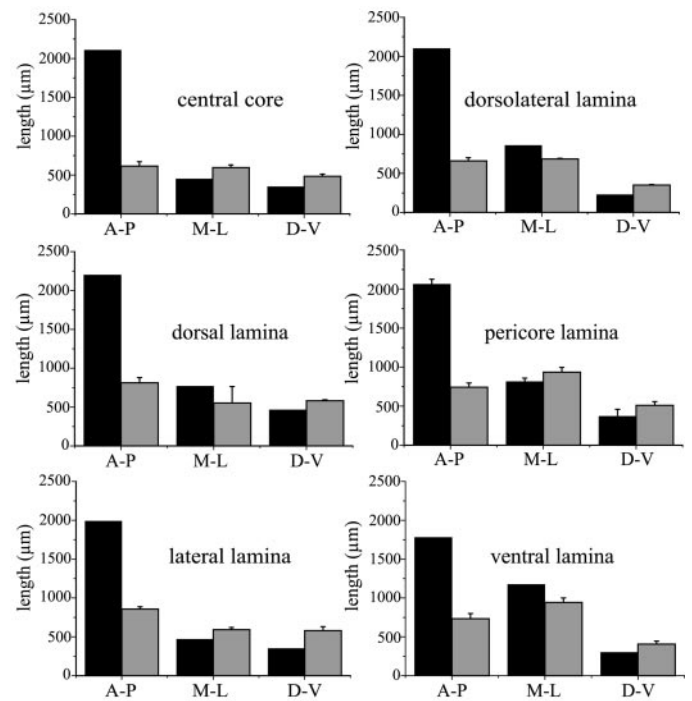 2500
2000
1500
1000
500
0
length (µm)
central core
A-P M-L D-V
2500
2000
1500
1000
500
0
length (µm)
dorsolateral lamina
A-P M-L D-V
2500
2000
1500
1000
500
0
length (µm)
dorsal lamina
A-P M-L D-V
2500
2000
1500
1000
500
0
length (µm)
pericore lamina
A-P M-L D-V
2500
2000
1500
1000
500
0
length (µm)
lateral lamina
A-P M-L D-V
2500
2000
1500
1000
500
0
length (µm)
ventral lamina
A-P M-L D-V